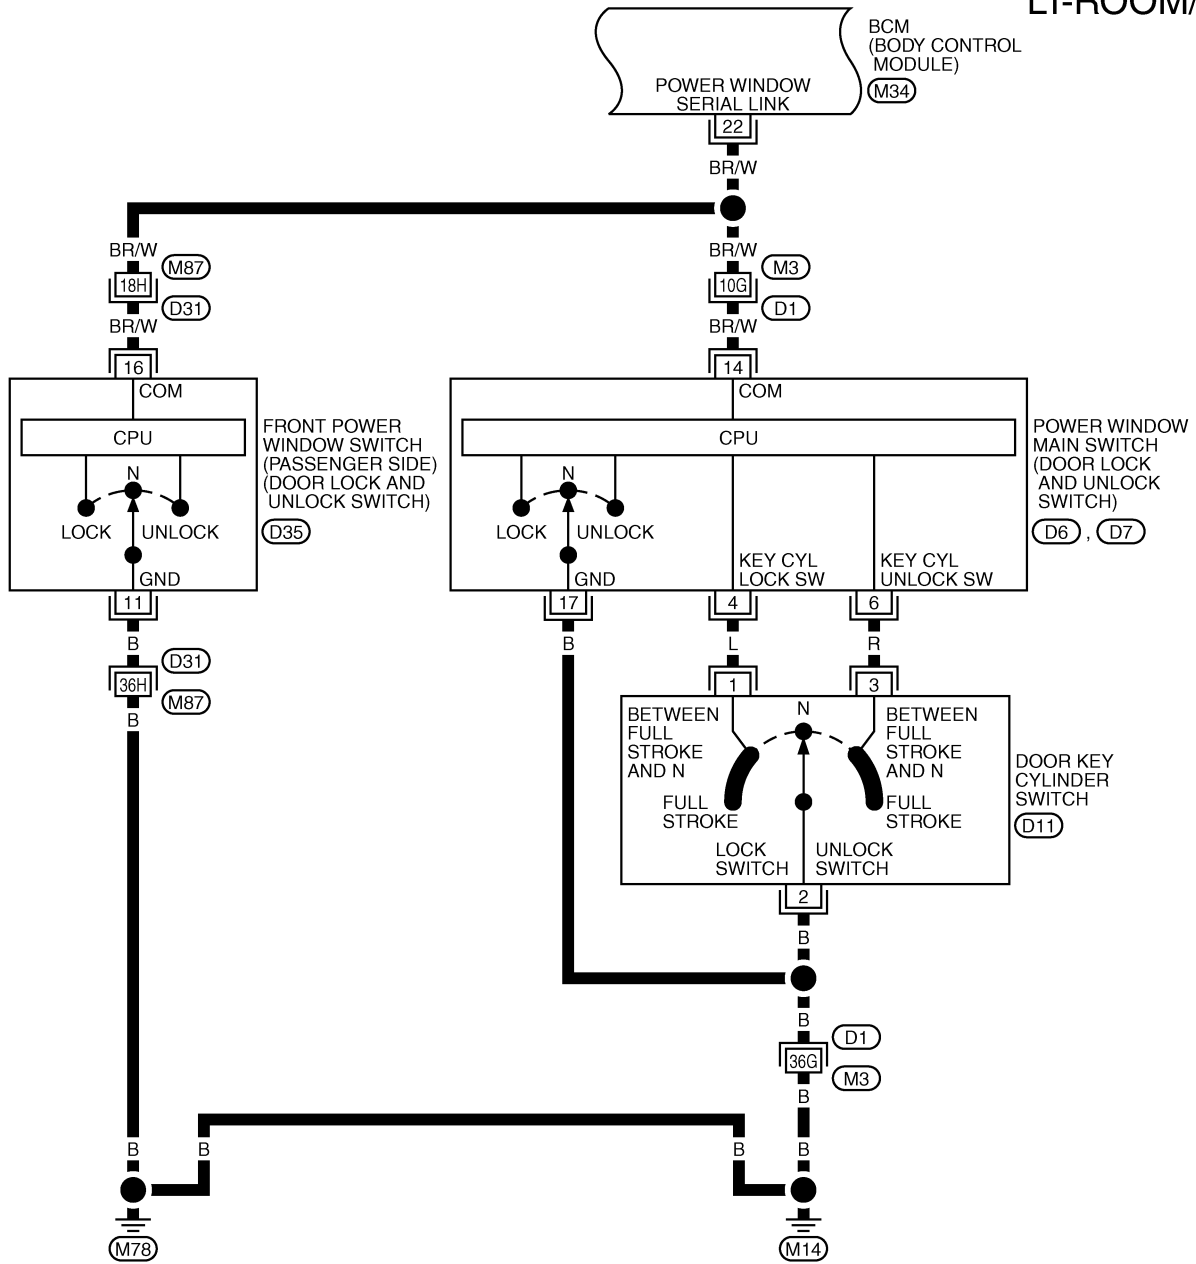 LT-ROOM/
BCM
(BODY CONTROL
MODULE)
M34
POWER WINDOW
SERIAL LINK
22
BR/W
BR/W
M87
18H
D31
BR/W
BR/W
M3
10G
D1
BR/W
16
COM
CPU
N
LOCK
UNLOCK
GND
11
FRONT POWER
WINDOW SWITCH
(PASSENGER SIDE)
(DOOR LOCK AND
UNLOCK SWITCH)
D35
14
COM
CPU
N
LOCK
UNLOCK
GND
KEY CYL
LOCK SW
KEY CYL
UNLOCK SW
17
4
6
POWER WINDOW
MAIN SWITCH
(DOOR LOCK
AND UNLOCK
SWITCH)
D6 , D7
B
D31
36H
M87
B
B
L
R
1
3
BETWEEN
FULL
STROKE
AND N
N
BETWEEN
FULL
STROKE
AND N
FULL
STROKE
FULL
STROKE
LOCK
SWITCH
UNLOCK
SWITCH
2
DOOR KEY
CYLINDER
SWITCH
D11
B
B
D1
36G
M3
B
B
B
B
B
M78
M14